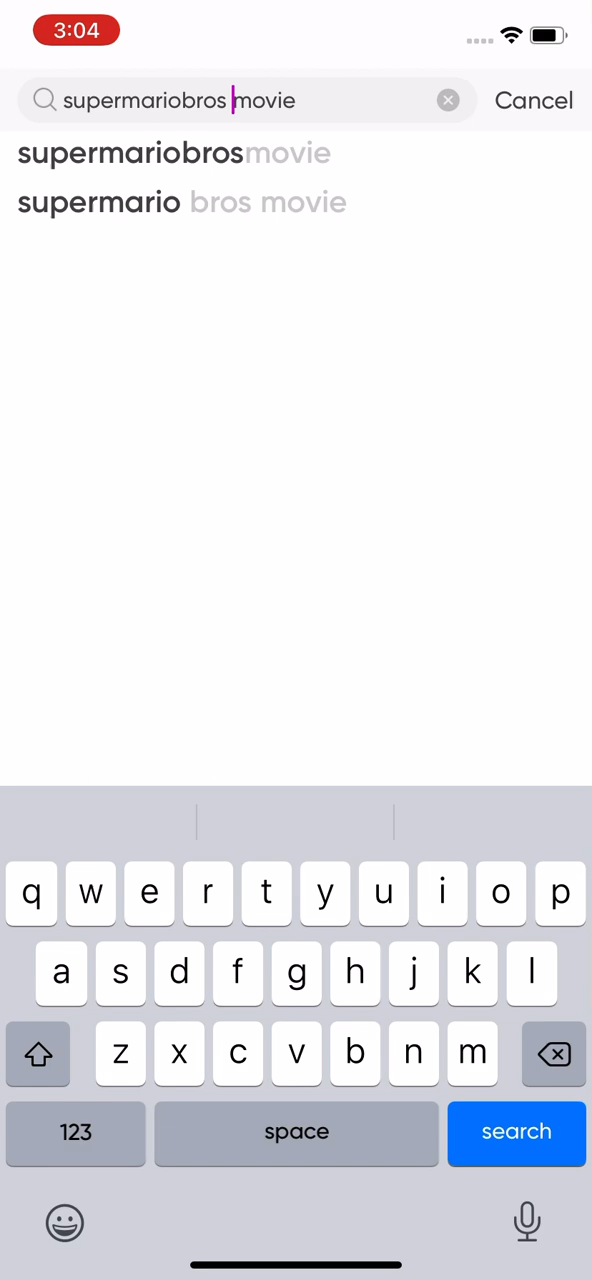 3:04
supermariobros movie
Cancel
supermariobrosmovie
supermario bros movie
q w e r t y u i o p
a s d f g h j k l
z x c v b n m
123 space search